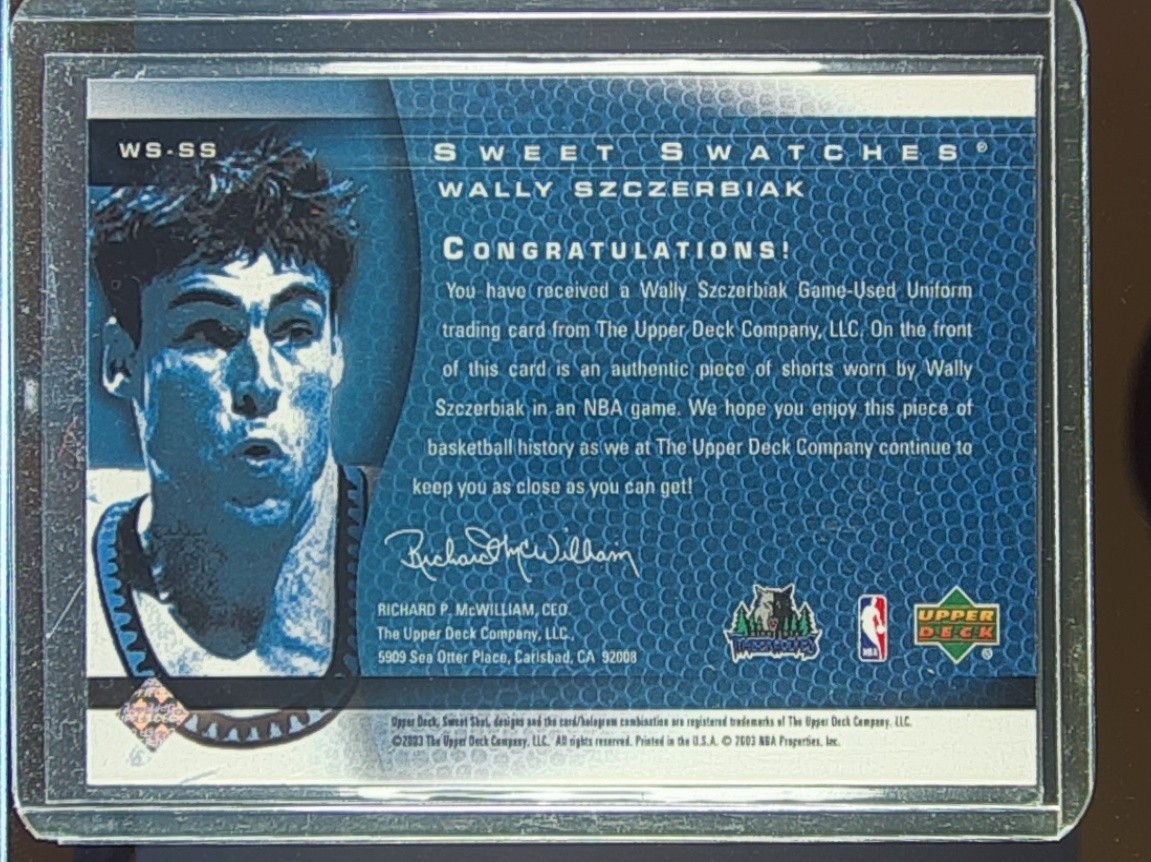 WS-SS
SWEET SWATCHES®
WALLY SZCZERBIAK
CONGRATULATIONS!
You have received a Wally Szczerbiak Game-Used Uniform
trading card from The Upper Deck Company, LLC. On the front
of this card is an authentic piece of shorts worn by Wally
Szczerbiak in an NBA game. We hope you enjoy this piece of
basketball history as we at The Upper Deck Company continue to
keep you as close as you can get!
Richard McWilliam
RICHARD P. McWILLIAM, CEO
The Upper Deck Company, LLC.
5909 Sea Otter Place, Carlsbad, CA 92008
TIMBERWOLVES
NBA
UPPER
DECK
®
Upper Deck, Sweet Shot, designs and the card/hologram combination are registered trademarks of The Upper Deck Company, LLC.
©2003 The Upper Deck Company, LLC. All rights reserved. Printed in the U.S.A. © 2003 NBA Properties, Inc.